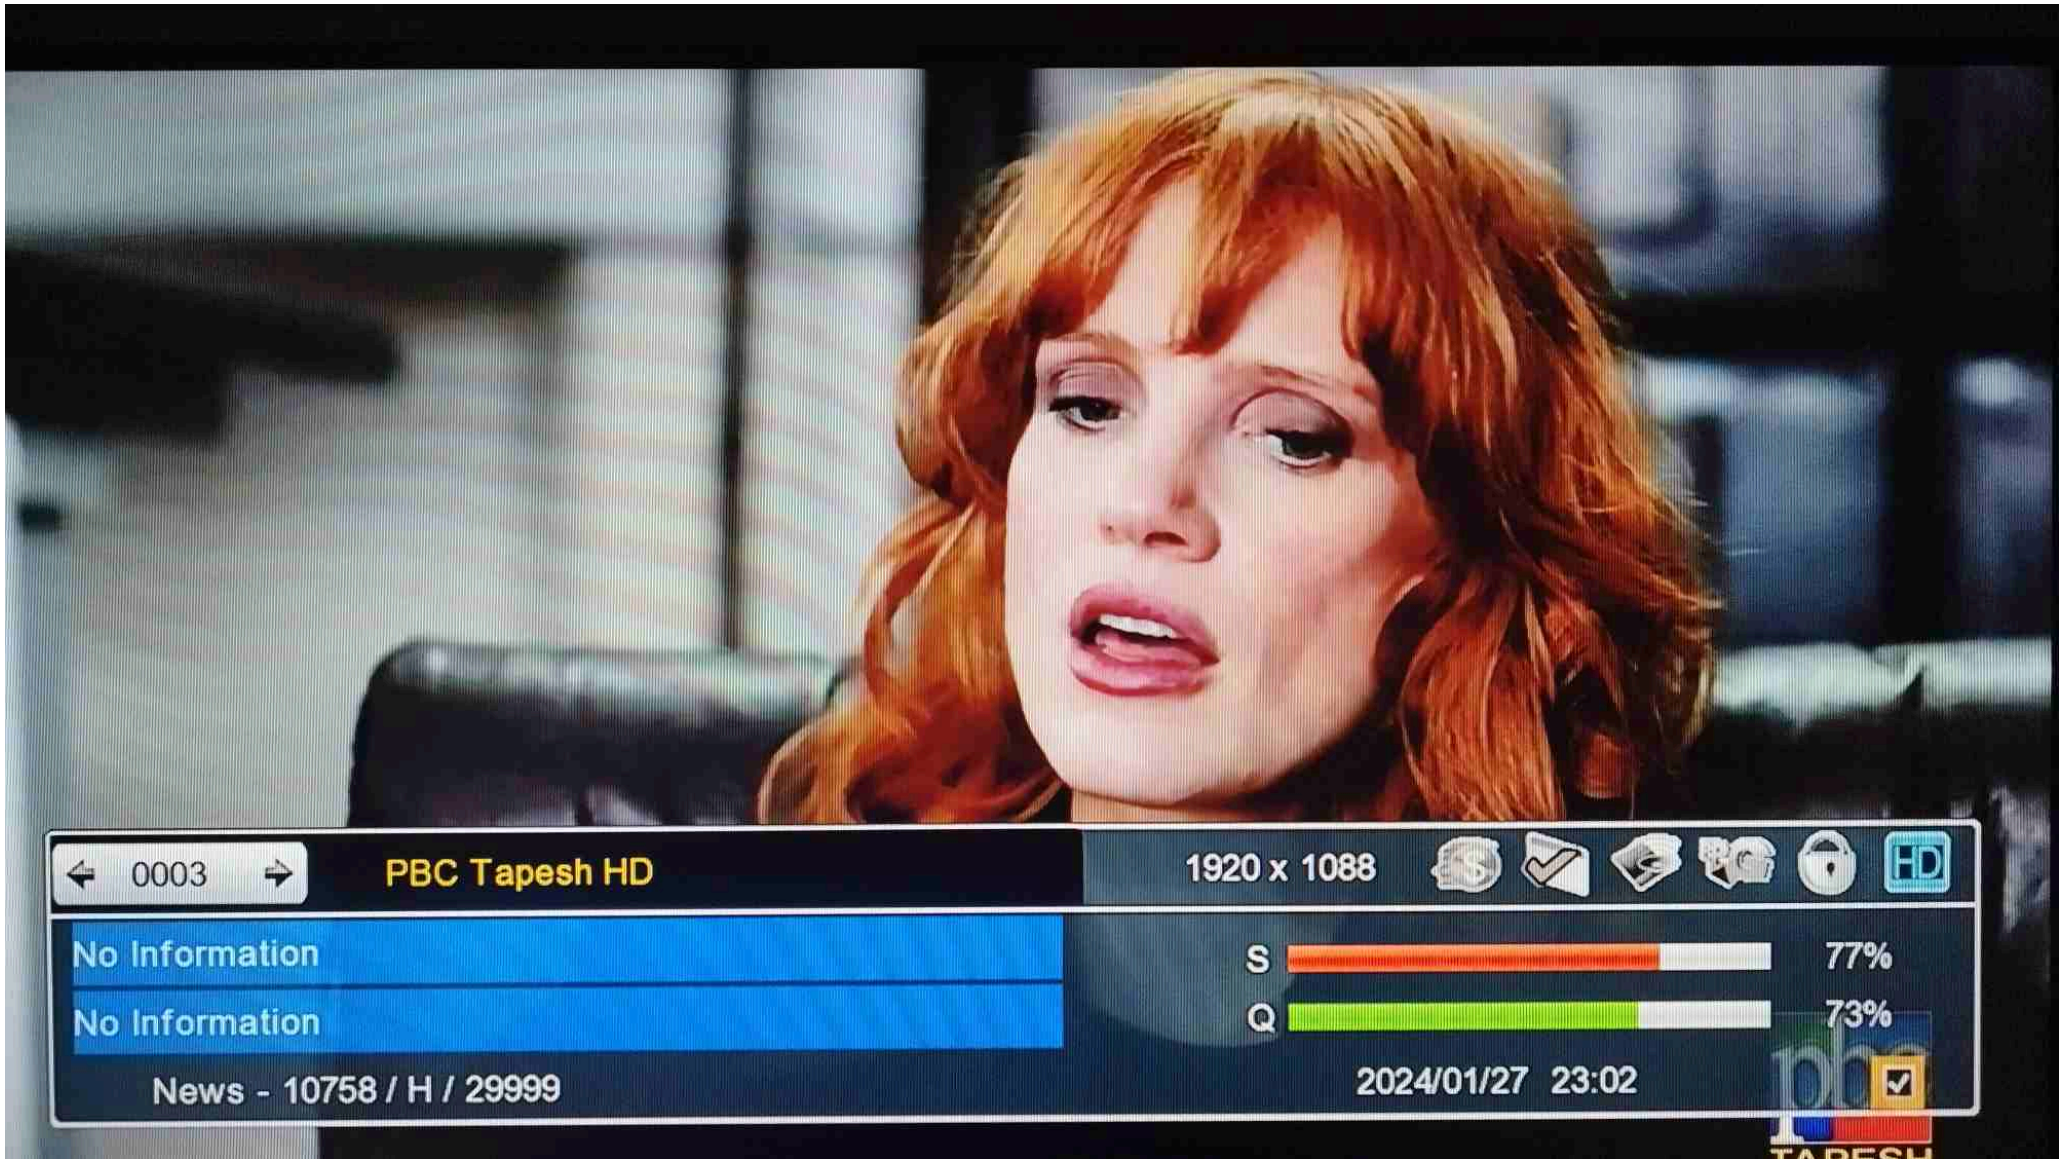 0003
PBC Tapesh HD
1920 x 1088
HD
No Information
No Information
S 77%
Q 73%
News - 10758 / H / 29999
2024/01/27 23:02
pbc
TAPESH